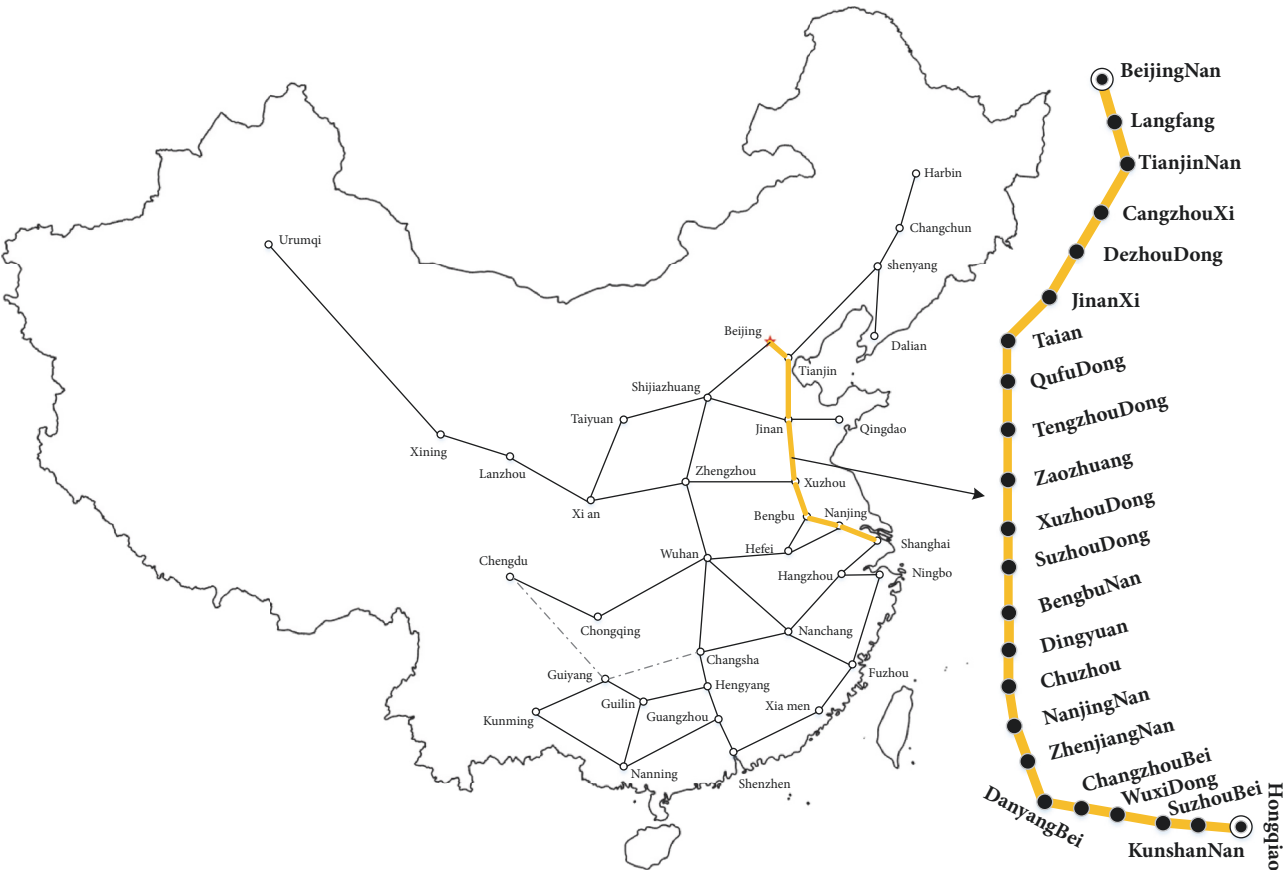 Harbin
Changchun
shenyang
Urumqi
Beijing
Dalian
Tianjin
Shijiazhuang
Taiyuan
Jinan
Qingdao
Xining
Lanzhou
Zhengzhou
Xuzhou
Xi an
Bengbu
Nanjing
Shanghai
Hefei
Wuhan
Chengdu
Hangzhou
Ningbo
Chongqing
Nanchang
Changsha
Fuzhou
Guiyang
Hengyang
Guilin
Guangzhou
Xia men
Kunming
Nanning
Shenzhen
BeijingNan
Langfang
TianjinNan
CangzhouXi
DezhouDong
JinanXi
Taian
QufuDong
TengzhouDong
Zaozhuang
XuzhouDong
SuzhouDong
BengbuNan
Dingyuan
Chuzhou
NanjingNan
ZhenjiangNan
DanyangBei
ChangzhouBei
WuxiDong
SuzhouBei
KunshanNan
Hongqiao